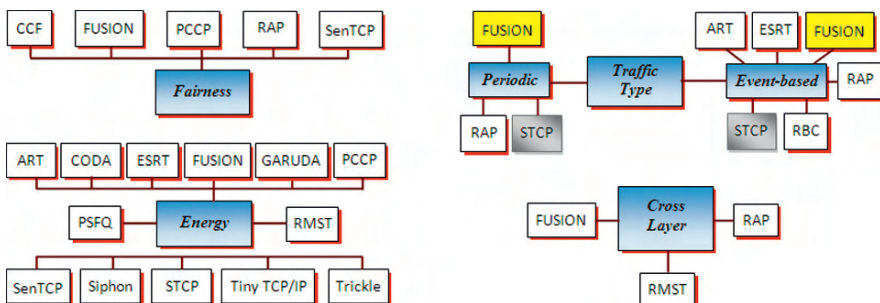 CCF
FUSION
PCCP
RAP
SenTCP
Fairness
ART
CODA
ESRT
FUSION
GARUDA
PCCP
PSFQ
Energy
RMST
SenTCP
Siphon
STCP
Tiny TCP/IP
Trickle
FUSION
ART
ESRT
FUSION
Periodic
Traffic
Type
Event-based
RAP
RAP
STCP
STCP
RBC
FUSION
Cross
Layer
RAP
RMST